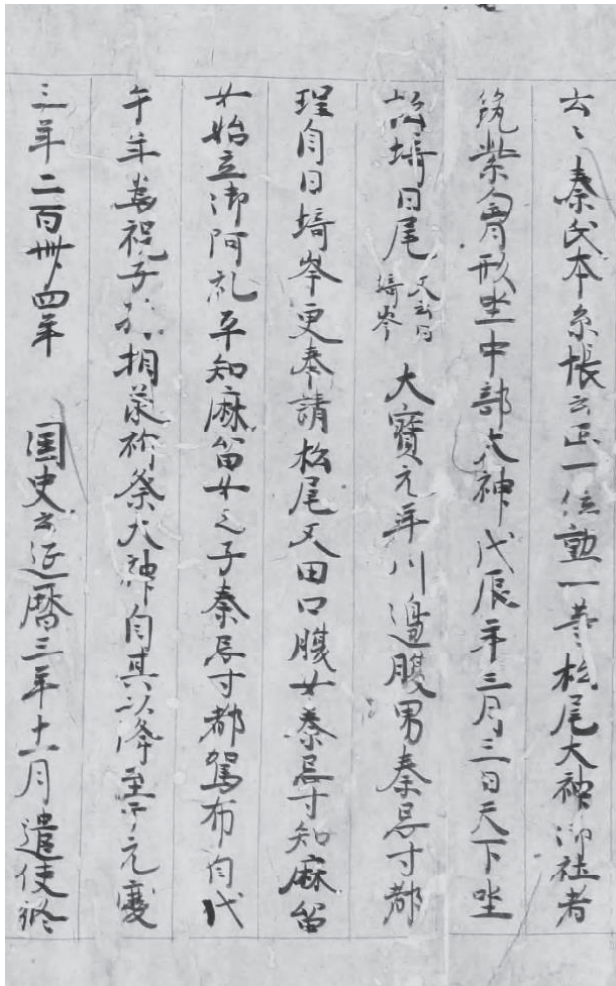 云々秦氏本系帳云正一位勲一等松尾大神御社者
筑紫胷形坐中部大神戊辰年三月三日天下坐
松埼日尾又云日埼岑大寶元年川邊腹男秦忌寸都
理自日埼岑更奉請松尾又田口腹女秦忌寸知麻留
女始立御阿礼平知麻留女之子秦忌寸都駕布自戊
午年為祝子孫相承祈祭大神自其以降至于元慶
三年二百卅四年 国史云延暦三年十一月遣使修